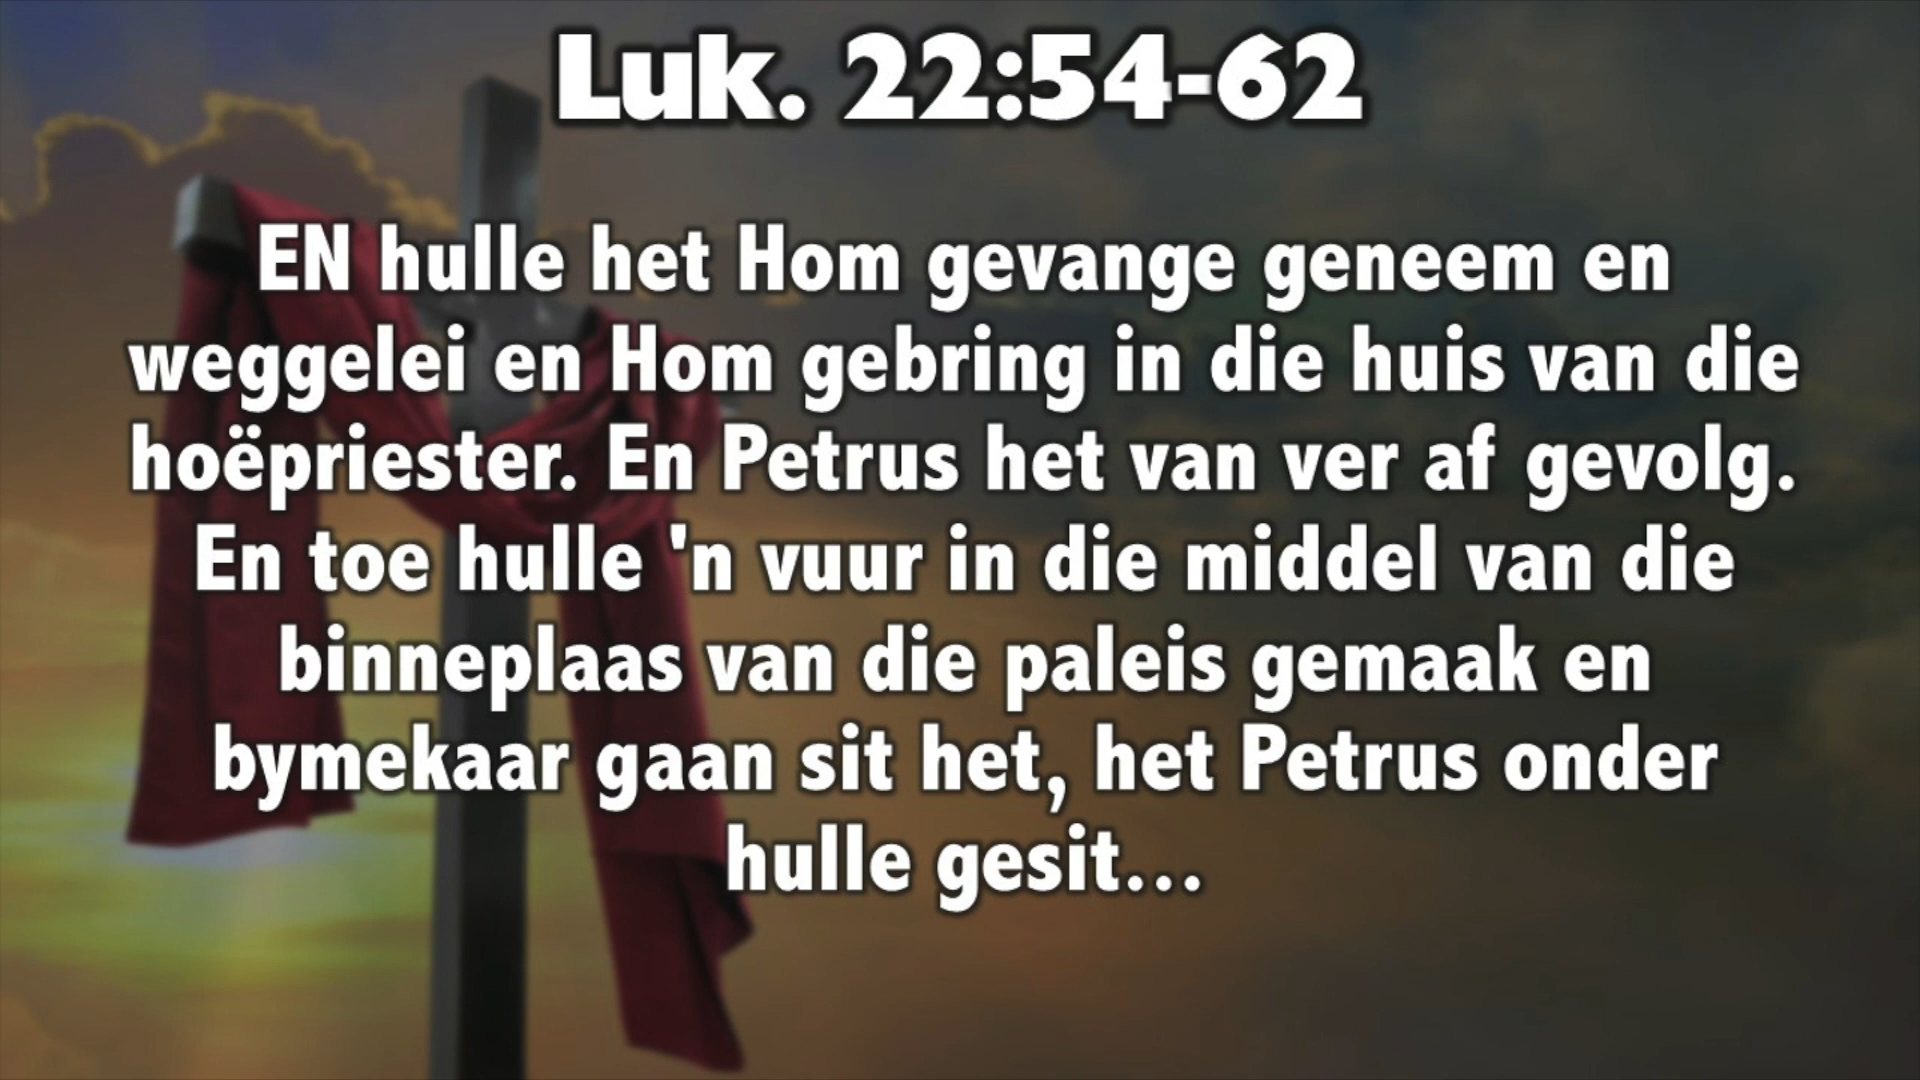 Luk. 22:54-62
EN hulle het Hom gevange geneem en
weggelei en Hom gebring in die huis van die
hoëpriester. En Petrus het van ver af gevolg.
En toe hulle 'n vuur in die middel van die
binneplaas van die paleis gemaak en
bymekaar gaan sit het, het Petrus onder
hulle gesit...